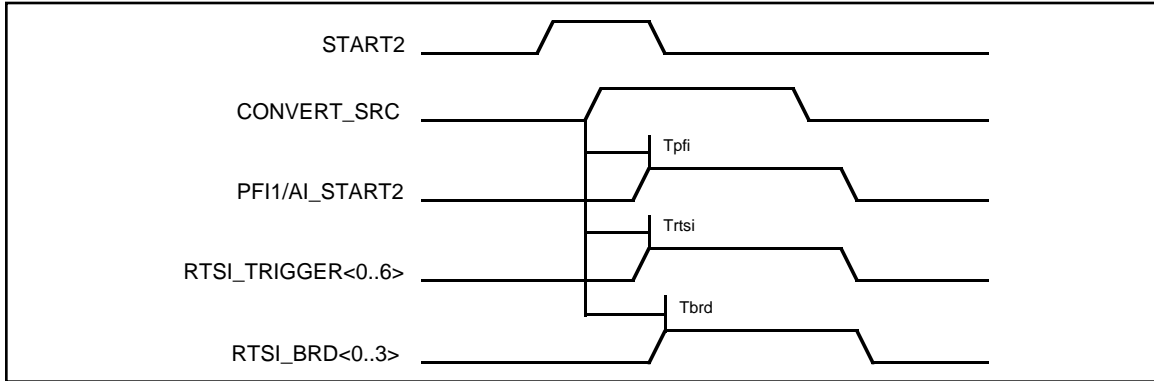 START2
CONVERT_SRC
Tpfi
PFI1/AI_START2
Trtsi
RTSI_TRIGGER<0..6>
Tbrd
RTSI_BRD<0..3>